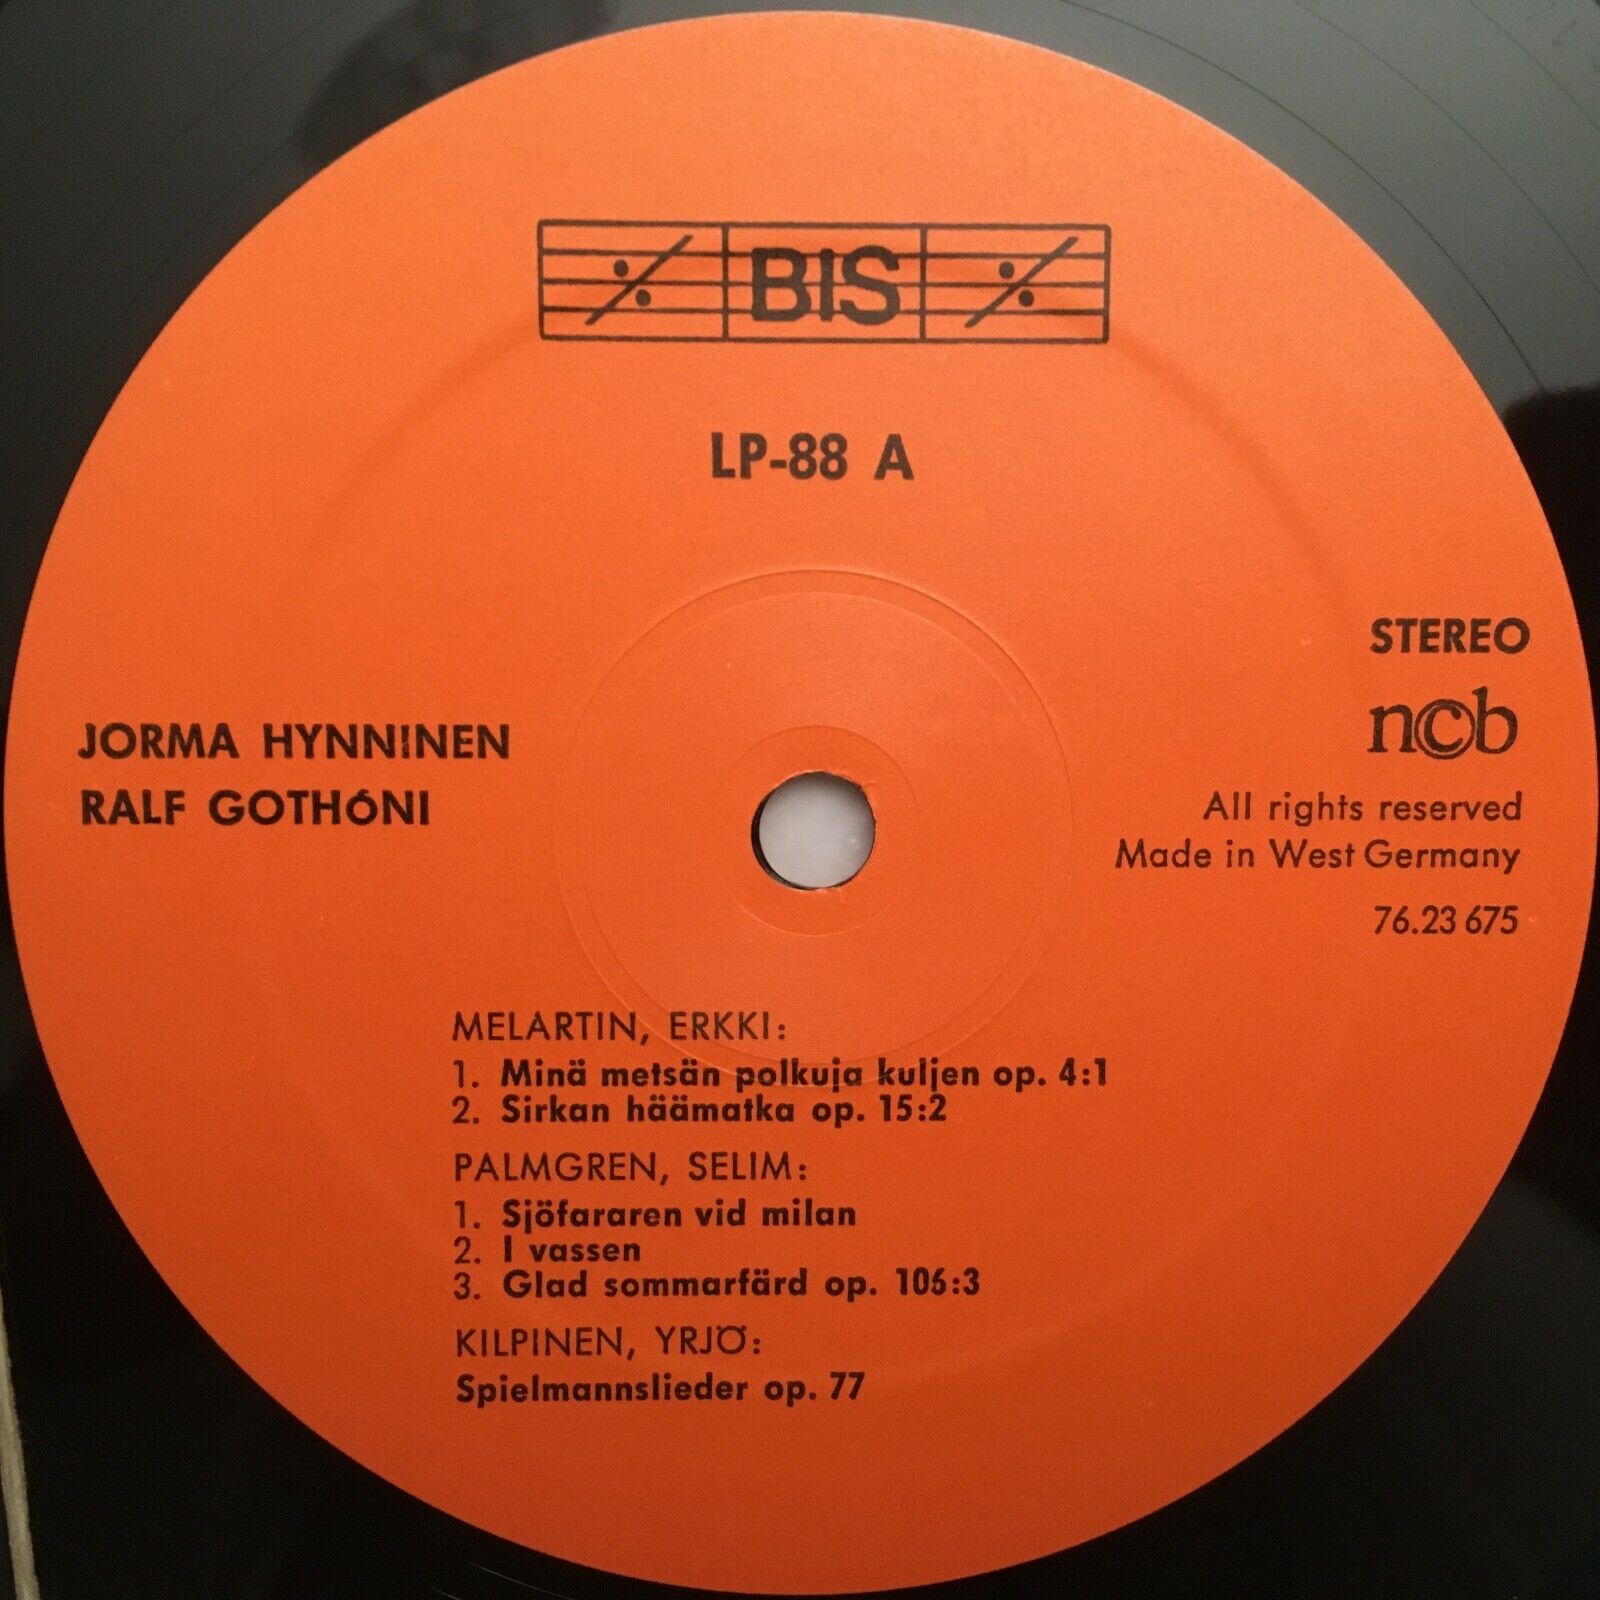 BIS
LP-88 A
STEREO
ncb
JORMA HYNNINEN
RALF GOTHóNI
All rights reserved
Made in West Germany
76.23 675
MELARTIN, ERKKI:
1. Minä metsän polkuja kuljen op. 4:1
2. Sirkan häämatka op. 15:2
PALMGREN, SELIM:
1. Sjöfararen vid milan
2. I vassen
3. Glad sommarfärd op. 106:3
KILPINEN, YRJÖ:
Spielmannslieder op. 77